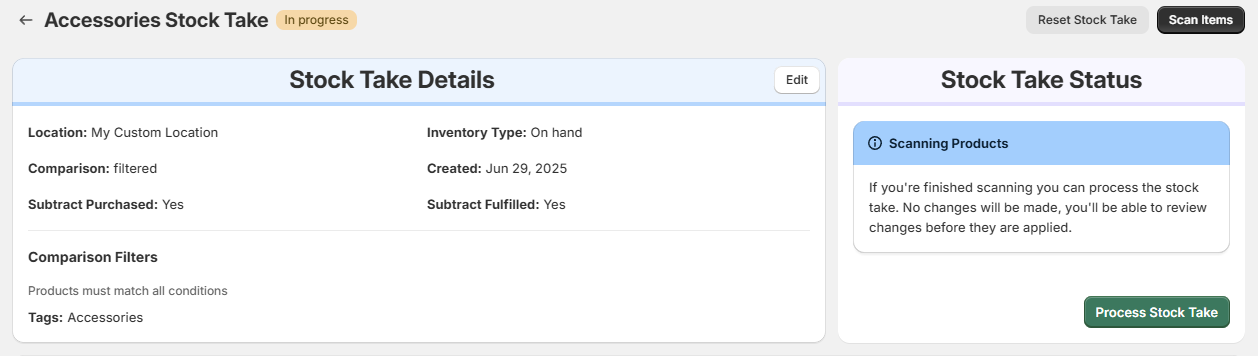 Accessories Stock Take In progress Reset Stock Take Scan Items
Stock Take Details Edit
Location: My Custom Location Inventory Type: On hand
Comparison: filtered Created: Jun 29, 2025
Subtract Purchased: Yes Subtract Fulfilled: Yes
Comparison Filters
Products must match all conditions
Tags: Accessories
Stock Take Status
Scanning Products
If you're finished scanning you can process the stock
take. No changes will be made, you'll be able to review
changes before they are applied.
Process Stock Take